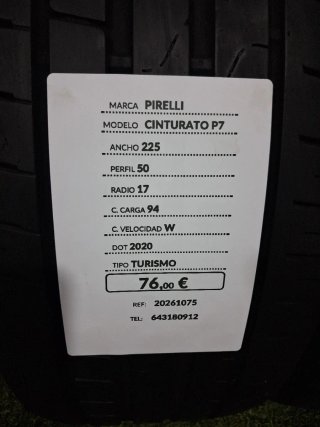 MARCA PIRELLI
MODELO CINTURATO P7
ANCHO 225
PERFIL 50
RADIO 17
C. CARGA 94
C. VELOCIDAD W
DOT 2020
TIPO TURISMO
76,00 €
REF: 20261075
TEL: 643180912